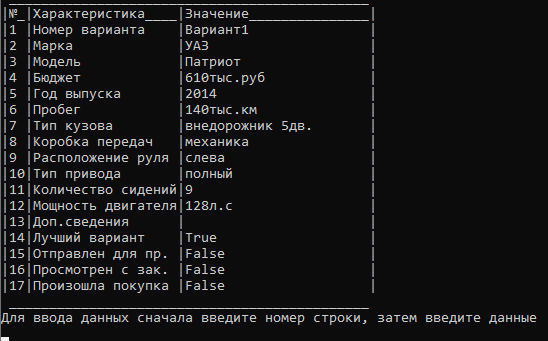 |№_|Характеристика____|Значение_______________|
|1 |Номер варианта    |Вариант1               |
|2 |Марка             |УАЗ                    |
|3 |Модель            |Патриот                |
|4 |Бюджет            |610тыс.руб             |
|5 |Год выпуска       |2014                   |
|6 |Пробег            |140тыс.км              |
|7 |Тип кузова        |внедорожник 5дв.       |
|8 |Коробка передач   |механика               |
|9 |Расположение руля |слева                  |
|10|Тип привода       |полный                 |
|11|Количество сидений|9                      |
|12|Мощность двигателя|128л.с                 |
|13|Доп.сведения      |                       |
|14|Лучший вариант    |True                   |
|15|Отправлен для пр. |False                  |
|16|Просмотрен с зак. |False                  |
|17|Произошла покупка |False                  |
Для ввода данных сначала введите номер строки, затем введите данные